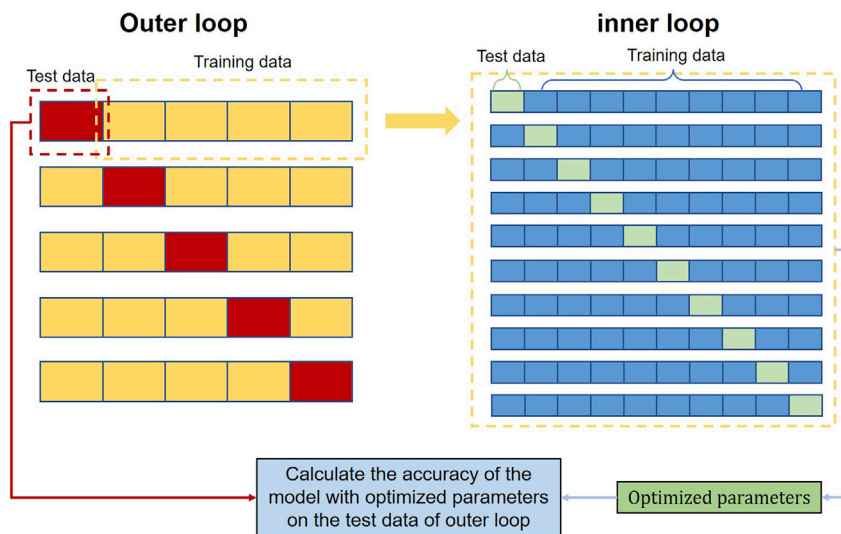 Outer loop
inner loop
Training data
Test data
Test data
Training data
Calculate the accuracy of the
model with optimized parameters
on the test data of outer loop
Optimized parameters